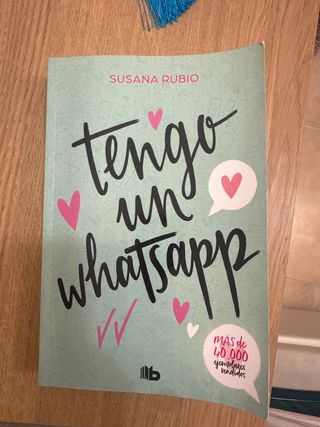 SUSANA RUBIO
tengo
un
whatsapp
MÁS de
40.000
ejemplares
vendidos
b